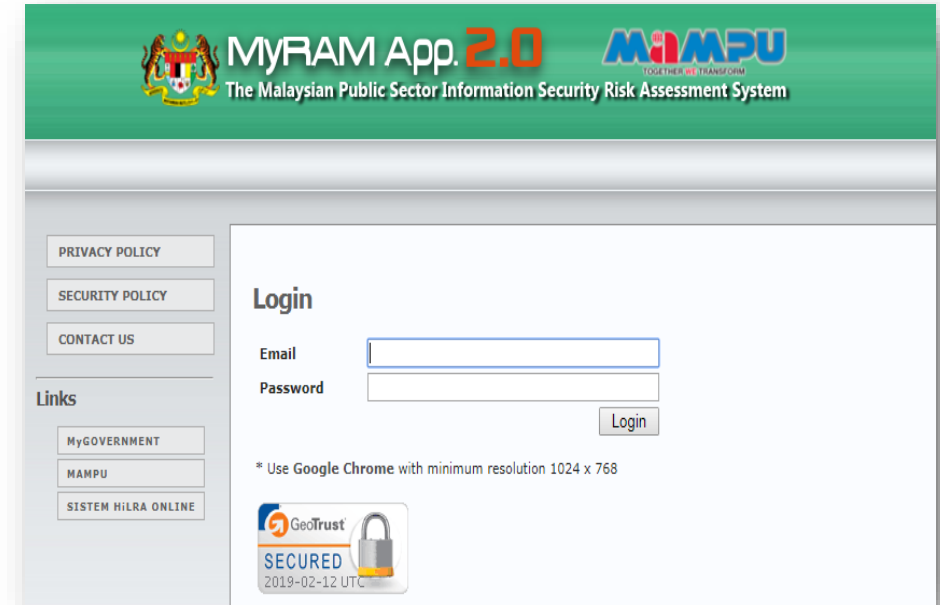 MyRAM App. 2.0
MAMPU
TOGETHER WE TRANSFORM
The Malaysian Public Sector Information Security Risk Assessment System
PRIVACY POLICY
SECURITY POLICY
CONTACT US
Links
MyGOVERNMENT
MAMPU
SISTEM HiLRA ONLINE
Login
Email
Password
Login
* Use Google Chrome with minimum resolution 1024 x 768
GeoTrust
SECURED
2019-02-12 UTC